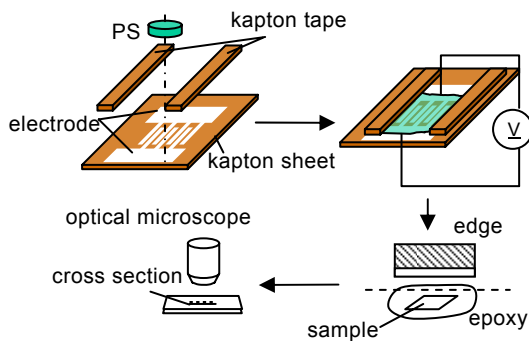 PS
kapton tape
electrode
kapton sheet
V
optical microscope
edge
cross section
sample
epoxy